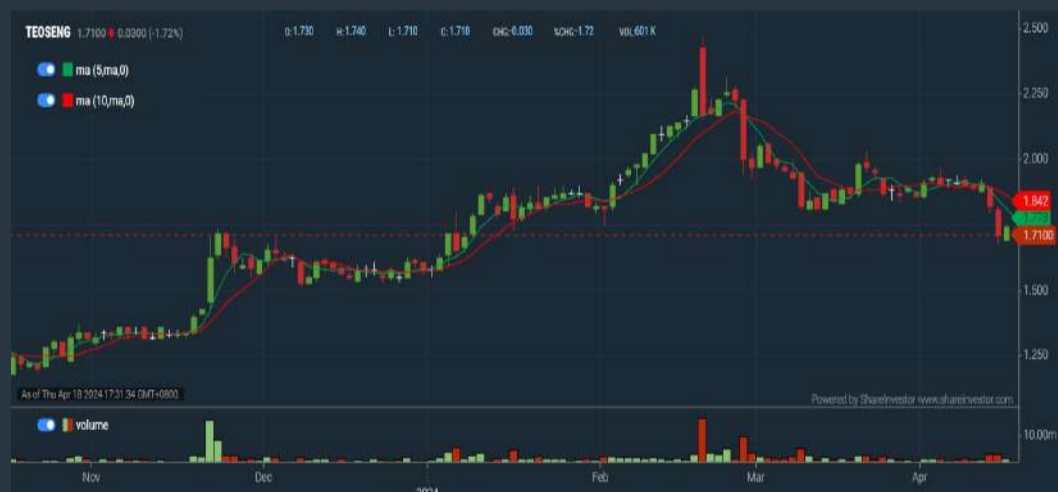 TEOSENG 1.7100 0.0300 (-1.72%) O:1.730 H:1.740 L:1.710 C:1.710 CHG:-0.030 %CHG:-1.72 VOL:601 K
ma (5,ma,0)
ma (10,ma,0)
2.500
2.250
2.000
1.842
1.7100
1.500
1.250
As of Thu Apr 18 2024 17:31:34 GMT+0800
Powered by ShareInvestor www.shareinvestor.com
volume
10.00m
Nov Dec Feb Mar Apr
2024